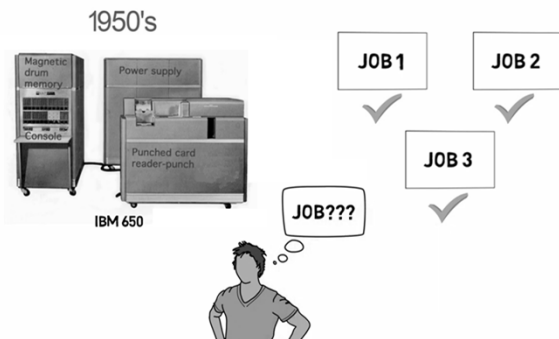 1950's
Magnetic
drum
memory
Console
Power supply
Punched card
reader-punch
IBM 650
JOB 1
JOB 2
JOB 3
JOB???